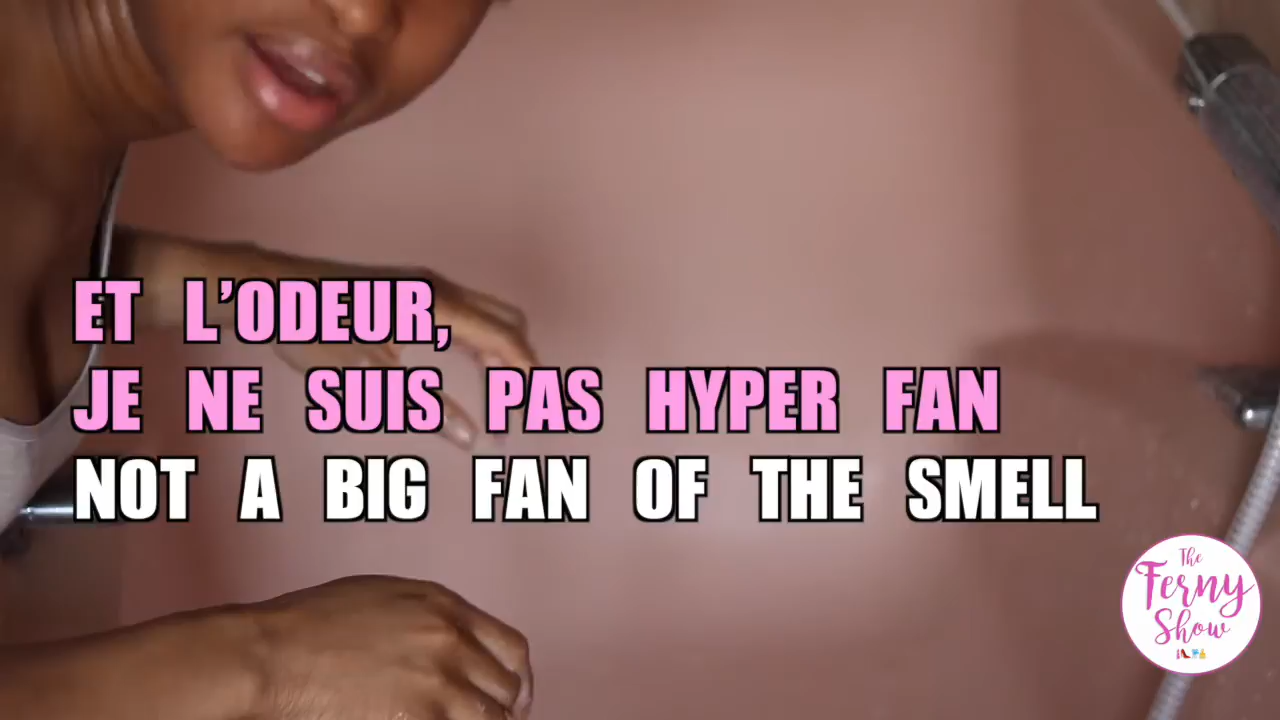 ET L'ODEUR,
JE NE SUIS PAS HYPER FAN
NOT A BIG FAN OF THE SMELL
The
Ferny
Show